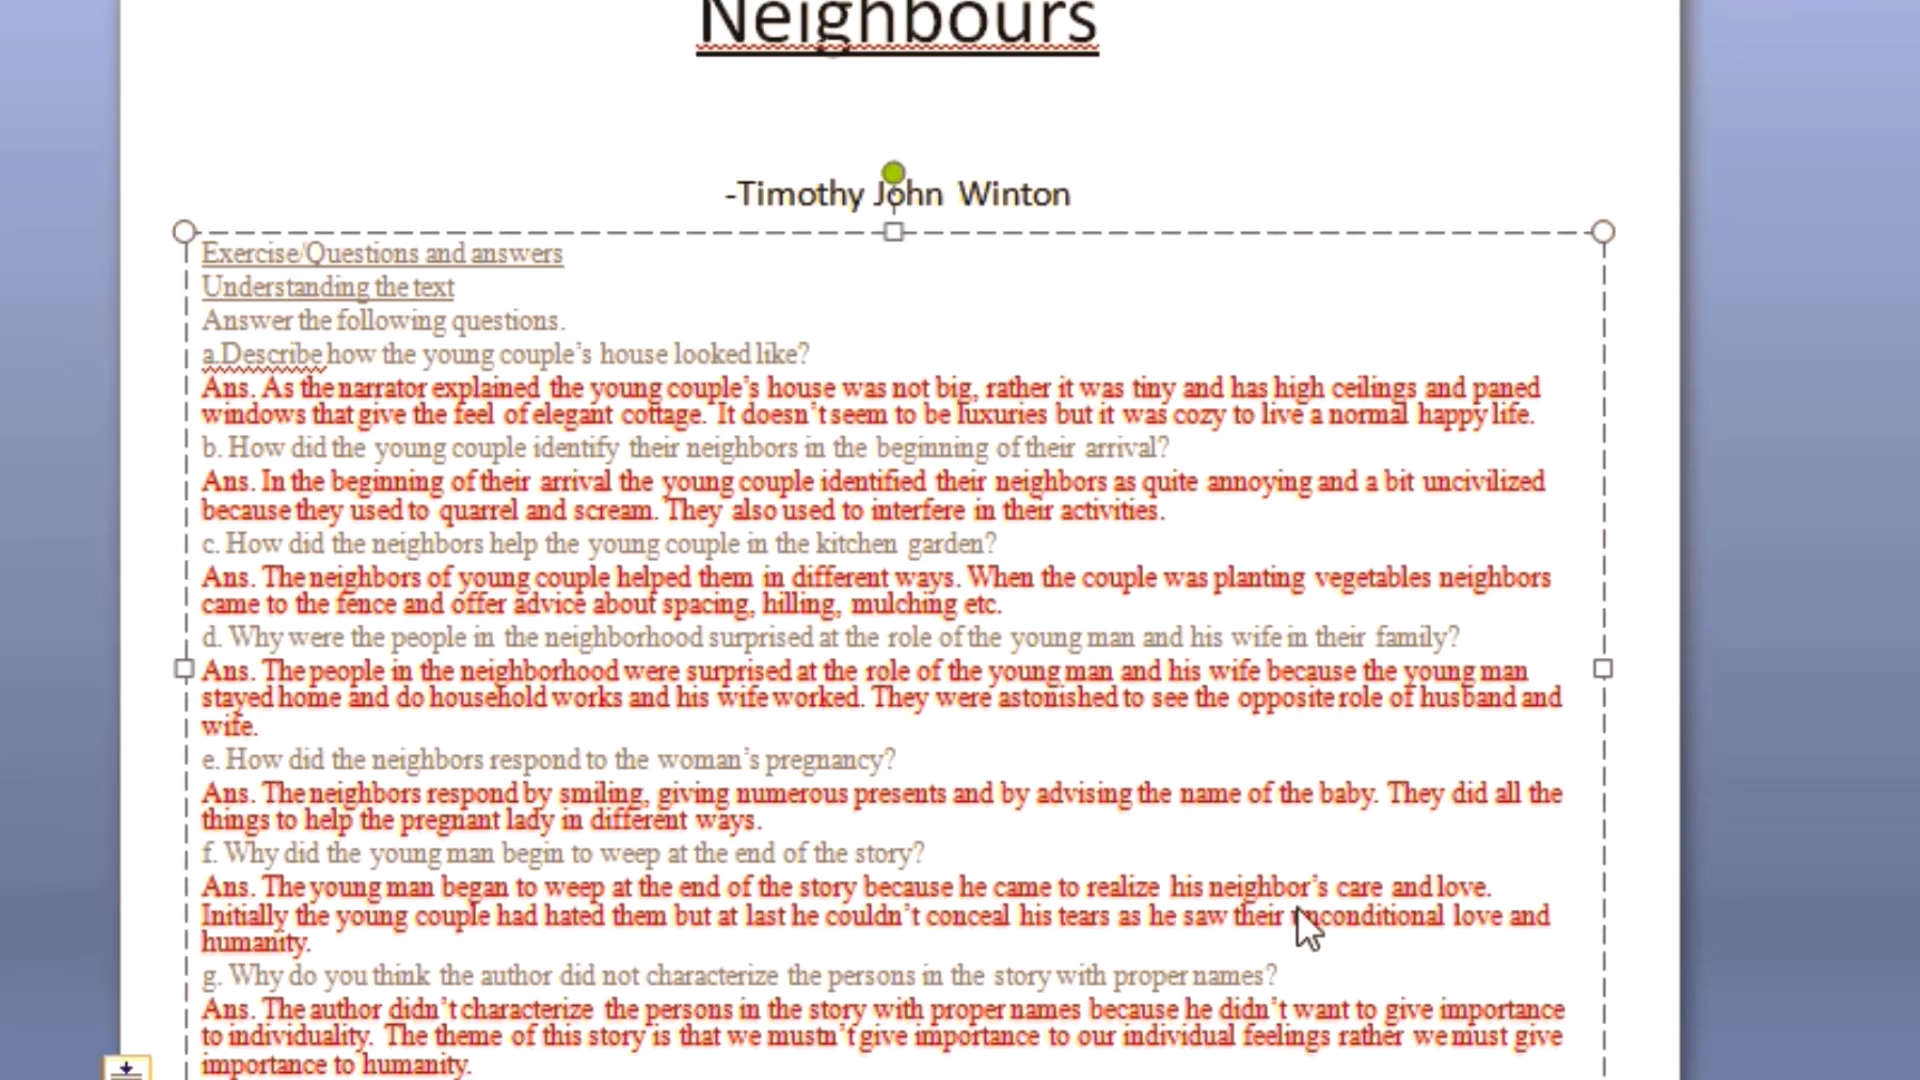 Neighbours
-Timothy John Winton
Exercise/Questions and answers
Understanding the text
Answer the following questions.
a.Describe how the young couple’s house looked like?
Ans. As the narrator explained the young couple’s house was not big, rather it was tiny and has high ceilings and paned
windows that give the feel of elegant cottage. It doesn’t seem to be luxuries but it was cozy to live a normal happy life.
b. How did the young couple identify their neighbors in the beginning of their arrival?
Ans. In the beginning of their arrival the young couple identified their neighbors as quite annoying and a bit uncivilized
because they used to quarrel and scream. They also used to interfere in their activities.
c. How did the neighbors help the young couple in the kitchen garden?
Ans. The neighbors of young couple helped them in different ways. When the couple was planting vegetables neighbors
came to the fence and offer advice about spacing, hilling, mulching etc.
d. Why were the people in the neighborhood surprised at the role of the young man and his wife in their family?
Ans. The people in the neighborhood were surprised at the role of the young man and his wife because the young man
stayed home and do household works and his wife worked. They were astonished to see the opposite role of husband and
wife.
e. How did the neighbors respond to the woman’s pregnancy?
Ans. The neighbors respond by smiling, giving numerous presents and by advising the name of the baby. They did all the
things to help the pregnant lady in different ways.
f. Why did the young man begin to weep at the end of the story?
Ans. The young man began to weep at the end of the story because he came to realize his neighbor’s care and love.
Initially the young couple had hated them but at last he couldn’t conceal his tears as he saw their unconditional love and
humanity.
g. Why do you think the author did not characterize the persons in the story with proper names?
Ans. The author didn’t characterize the persons in the story with proper names because he didn’t want to give importance
to individuality. The theme of this story is that we mustn’t give importance to our individual feelings rather we must give
importance to humanity.